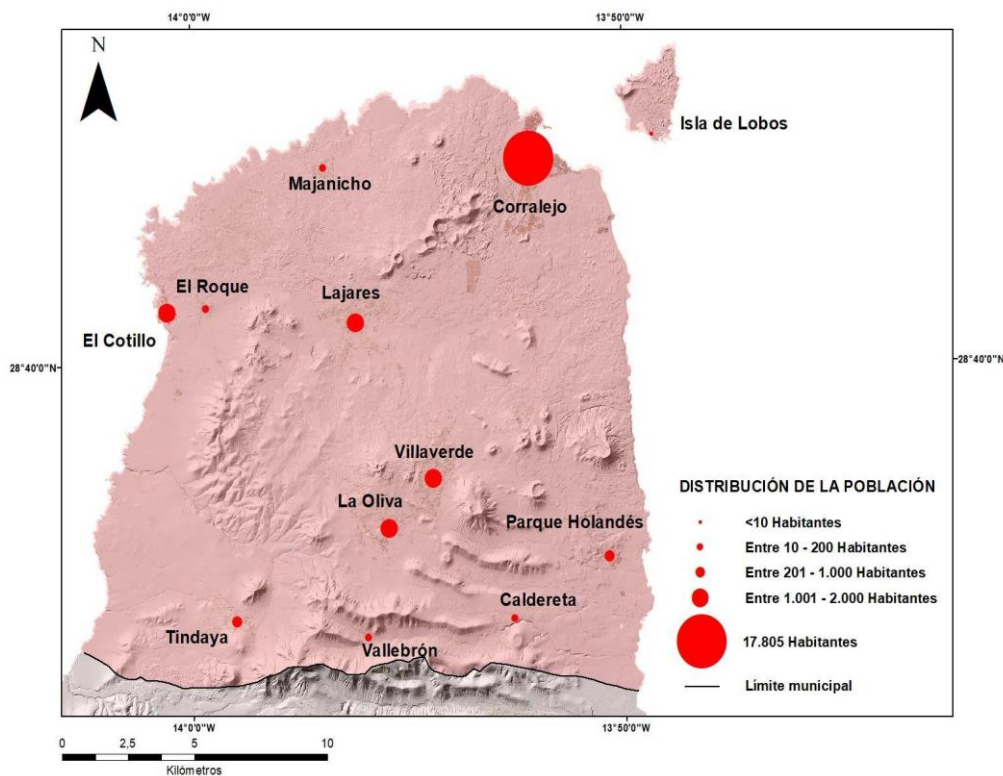 14°0'0"W
13°50'0"W
N
Isla de Lobos
Majanicho
Corralejo
El Roque
Lajares
El Cotillo
28°40'0"N
28°40'0"N
Villaverde
La Oliva
Parque Holandés
Caldereta
Tindaya
Vallebrón
DISTRIBUCIÓN DE LA POBLACIÓN
<10 Habitantes
Entre 10 - 200 Habitantes
Entre 201 - 1.000 Habitantes
Entre 1.001 - 2.000 Habitantes
17.805 Habitantes
Límite municipal
14°0'0"W
13°50'0"W
0 2,5 5 10
Kilómetros